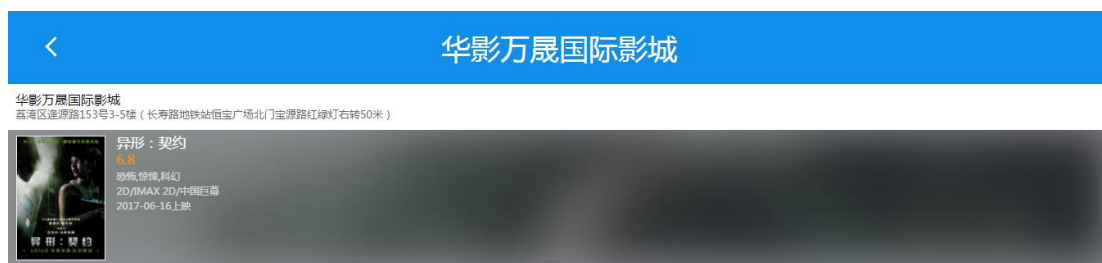 华影万晟国际影城
华影万晟国际影城
荔湾区逢源路153号3-5楼（长寿路地铁站恒宝广场北门宝源路红绿灯右转50米）
异形：契约
6.8
恐怖,惊悚,科幻
2D/IMAX 2D/中国巨幕
2017-06-16上映
异形：契约